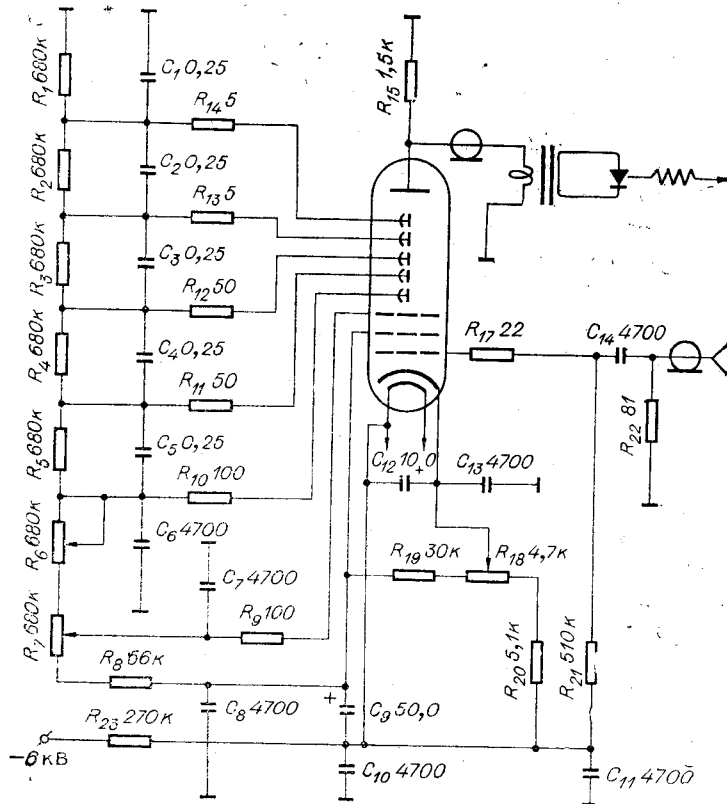 R1 680к
C1 0,25
R14 5
R15 1,5к
R2 680к
C2 0,25
R13 5
R3 680к
C3 0,25
R12 50
R4 680к
C4 0,25
R11 50
R17 22
C14 4700
R5 680к
C5 0,25
R10 100
C12 10,0
+
C13 4700
R22 81
R6 680к
C6 4700
C7 4700
R19 30к
R18 4,7к
R7 680к
R9 100
R8 66к
R20 5,1к
R21 510к
+
C8 4700
C9 50,0
R23 270к
-6кВ
C10 4700
C11 4700